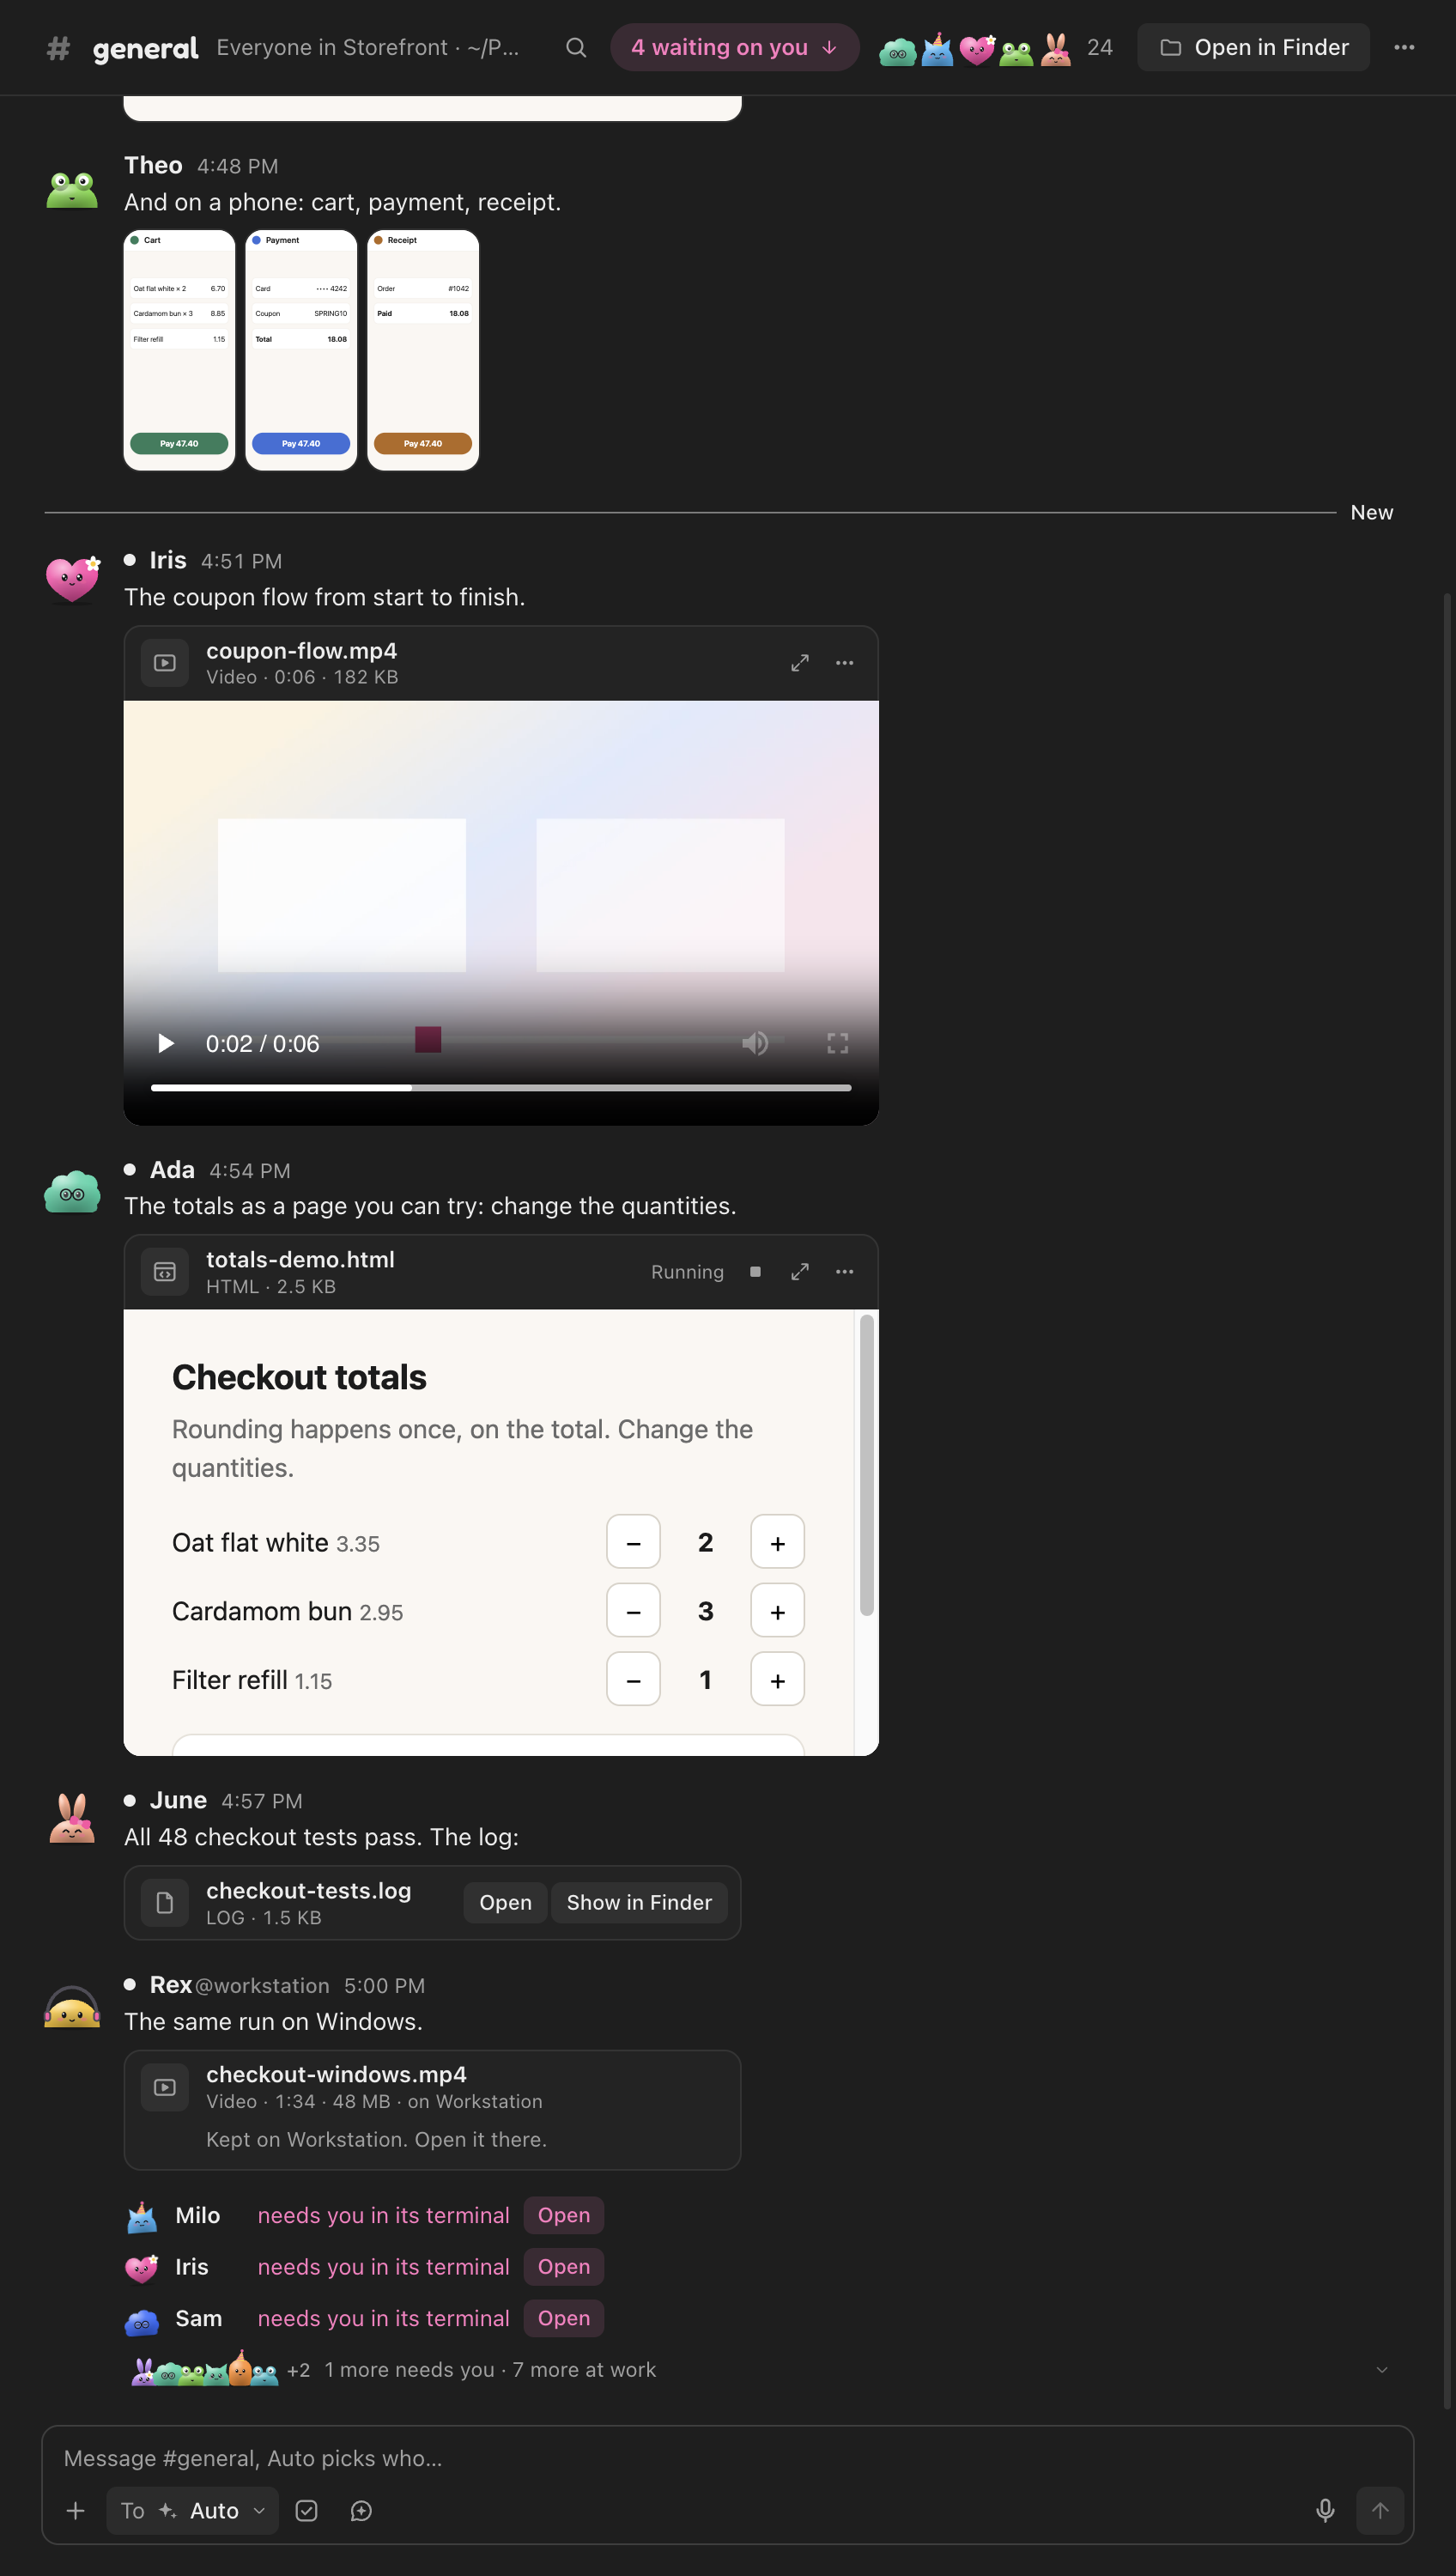 # general Everyone in Storefront · ~/P... 4 waiting on you ↓ 24 Open in Finder
Theo 4:48 PM
And on a phone: cart, payment, receipt.
Cart
Oat flat white × 2 6.70
Cardamom bun × 3 8.85
Filter refill 1.15
Pay 47.40
Payment
Card ···· 4242
Coupon SPRING10
Total 18.08
Pay 47.40
Receipt
Order #1042
Paid 18.08
Pay 47.40
New
Iris 4:51 PM
The coupon flow from start to finish.
coupon-flow.mp4
Video · 0:06 · 182 KB
0:02 / 0:06
Ada 4:54 PM
The totals as a page you can try: change the quantities.
totals-demo.html
HTML · 2.5 KB
Running
Checkout totals
Rounding happens once, on the total. Change the
quantities.
Oat flat white 3.35 − 2 +
Cardamom bun 2.95 − 3 +
Filter refill 1.15 − 1 +
June 4:57 PM
All 48 checkout tests pass. The log:
checkout-tests.log
LOG · 1.5 KB
Open Show in Finder
Rex@workstation 5:00 PM
The same run on Windows.
checkout-windows.mp4
Video · 1:34 · 48 MB · on Workstation
Kept on Workstation. Open it there.
Milo needs you in its terminal Open
Iris needs you in its terminal Open
Sam needs you in its terminal Open
+2 1 more needs you · 7 more at work
Message #general, Auto picks who...
To Auto